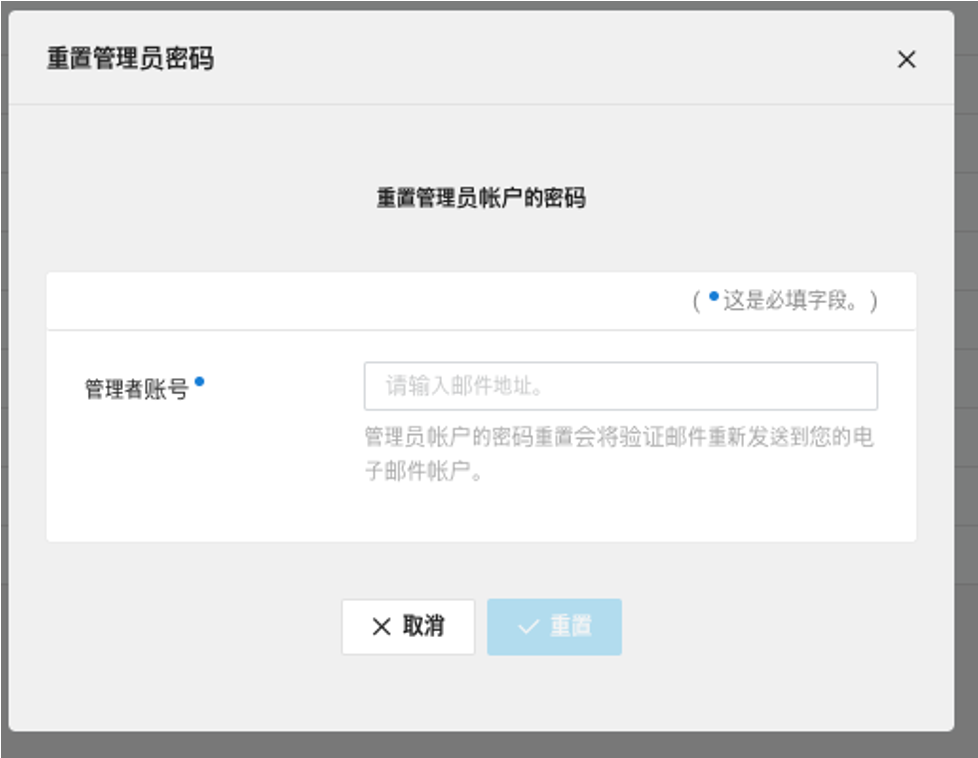 重置管理员密码
重置管理员帐户的密码
( 这是必填字段。)
管理者账号
请输入邮件地址。
管理员帐户的密码重置会将验证邮件重新发送到您的电
子邮件帐户。
取消
重置